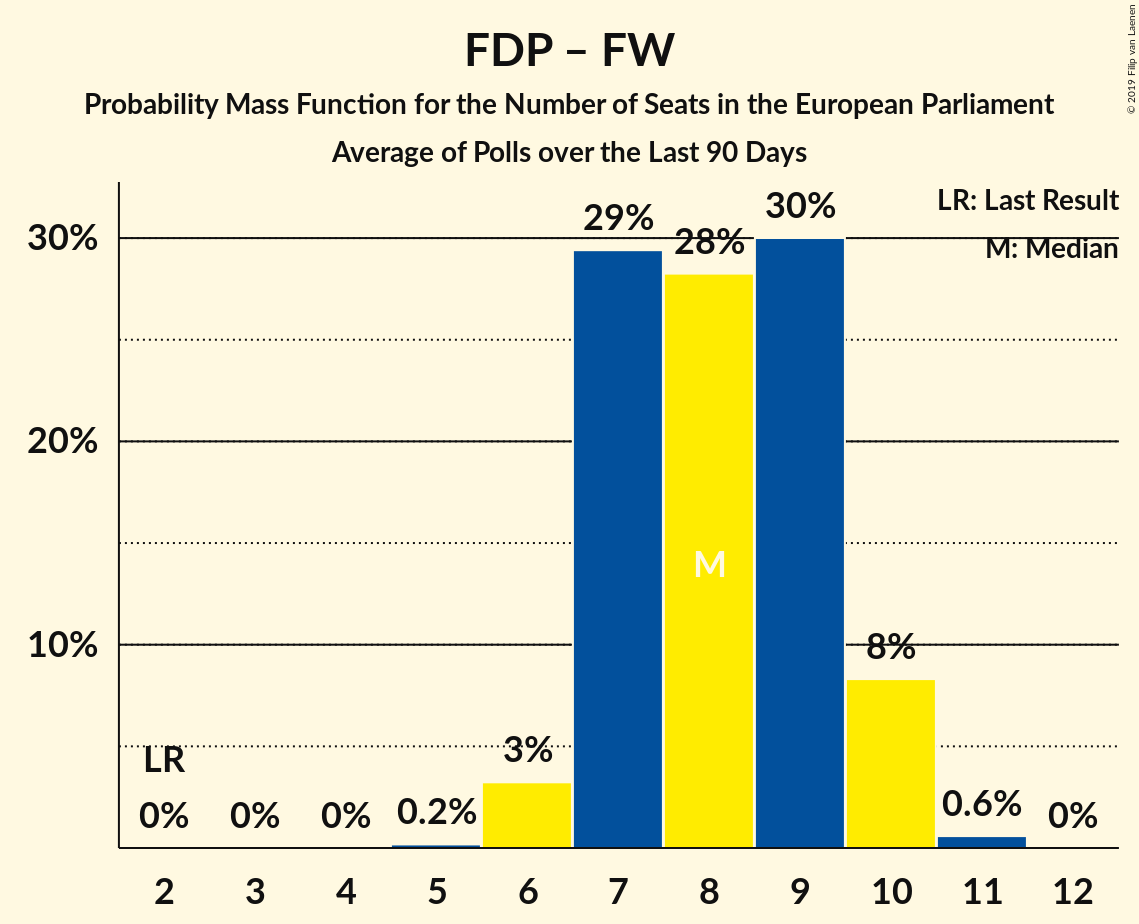 FDP – FW
Probability Mass Function for the Number of Seats in the European Parliament
Average of Polls over the Last 90 Days
© 2019 Filip van Laenen
LR: Last Result
M: Median
30%
20%
10%
LR
0%
0%
0%
0.2%
3%
29%
28%
30%
8%
0.6%
0%
M
2 3 4 5 6 7 8 9 10 11 12